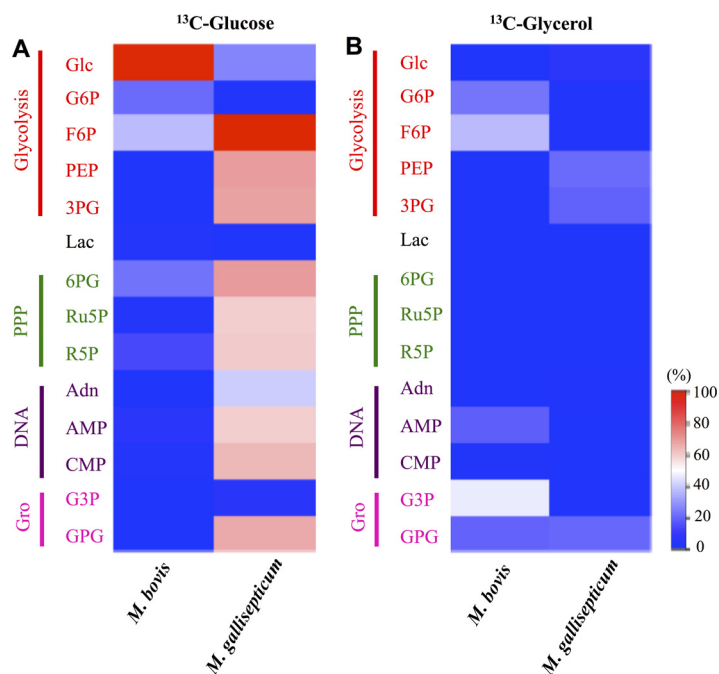 A
¹³C-Glucose
Glycolysis
Glc
G6P
F6P
PEP
3PG
Lac
PPP
6PG
Ru5P
R5P
DNA
Adn
AMP
CMP
Gro
G3P
GPG
M. bovis
M. gallisepticum
B
¹³C-Glycerol
Glycolysis
Glc
G6P
F6P
PEP
3PG
Lac
PPP
6PG
Ru5P
R5P
DNA
Adn
AMP
CMP
Gro
G3P
GPG
M. bovis
M. gallisepticum
(%)
100
80
60
40
20
0